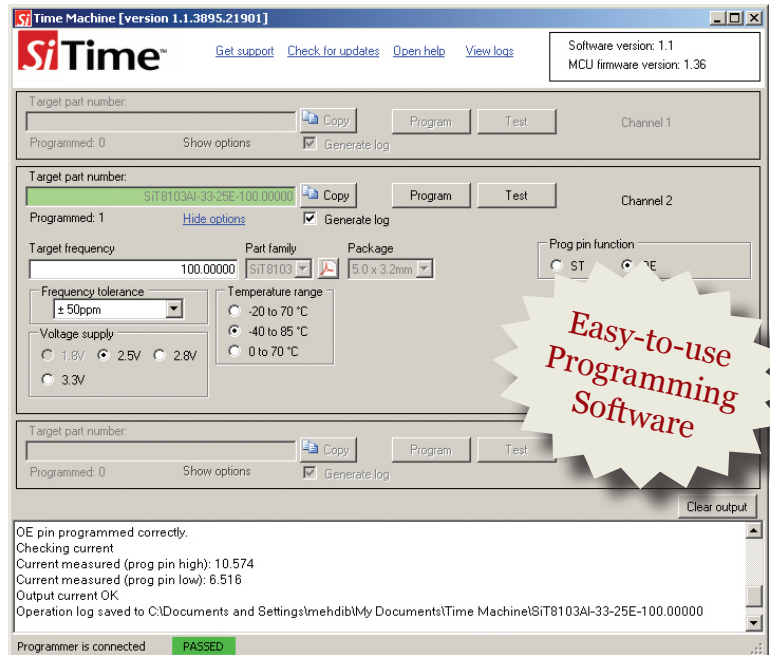 Si Time Machine [version 1.1.3895.21901]
SiTime™
Get support Check for updates Open help View logs
Software version: 1.1
MCU firmware version: 1.36
Target part number:
Copy Program Test Channel 1
Programmed: 0 Show options Generate log
Target part number:
SiT8103AI-33-25E-100.00000 Copy Program Test Channel 2
Programmed: 1 Hide options Generate log
Target frequency Part family Package Prog pin function
100.00000 SiT8103 5.0 x 3.2mm ST
Frequency tolerance Temperature range
± 50ppm -20 to 70 °C
Voltage supply -40 to 85 °C
1.8V 2.5V 2.8V 0 to 70 °C
3.3V
Easy-to-use
Programming
Software
Target part number:
Copy Program Test
Programmed: 0 Show options Generate log
Clear output
OE pin programmed correctly.
Checking current
Current measured (prog pin high): 10.574
Current measured (prog pin low): 6.516
Output current OK
Operation log saved to C:\Documents and Settings\mehdib\My Documents\Time Machine\SiT8103AI-33-25E-100.00000
Programmer is connected PASSED